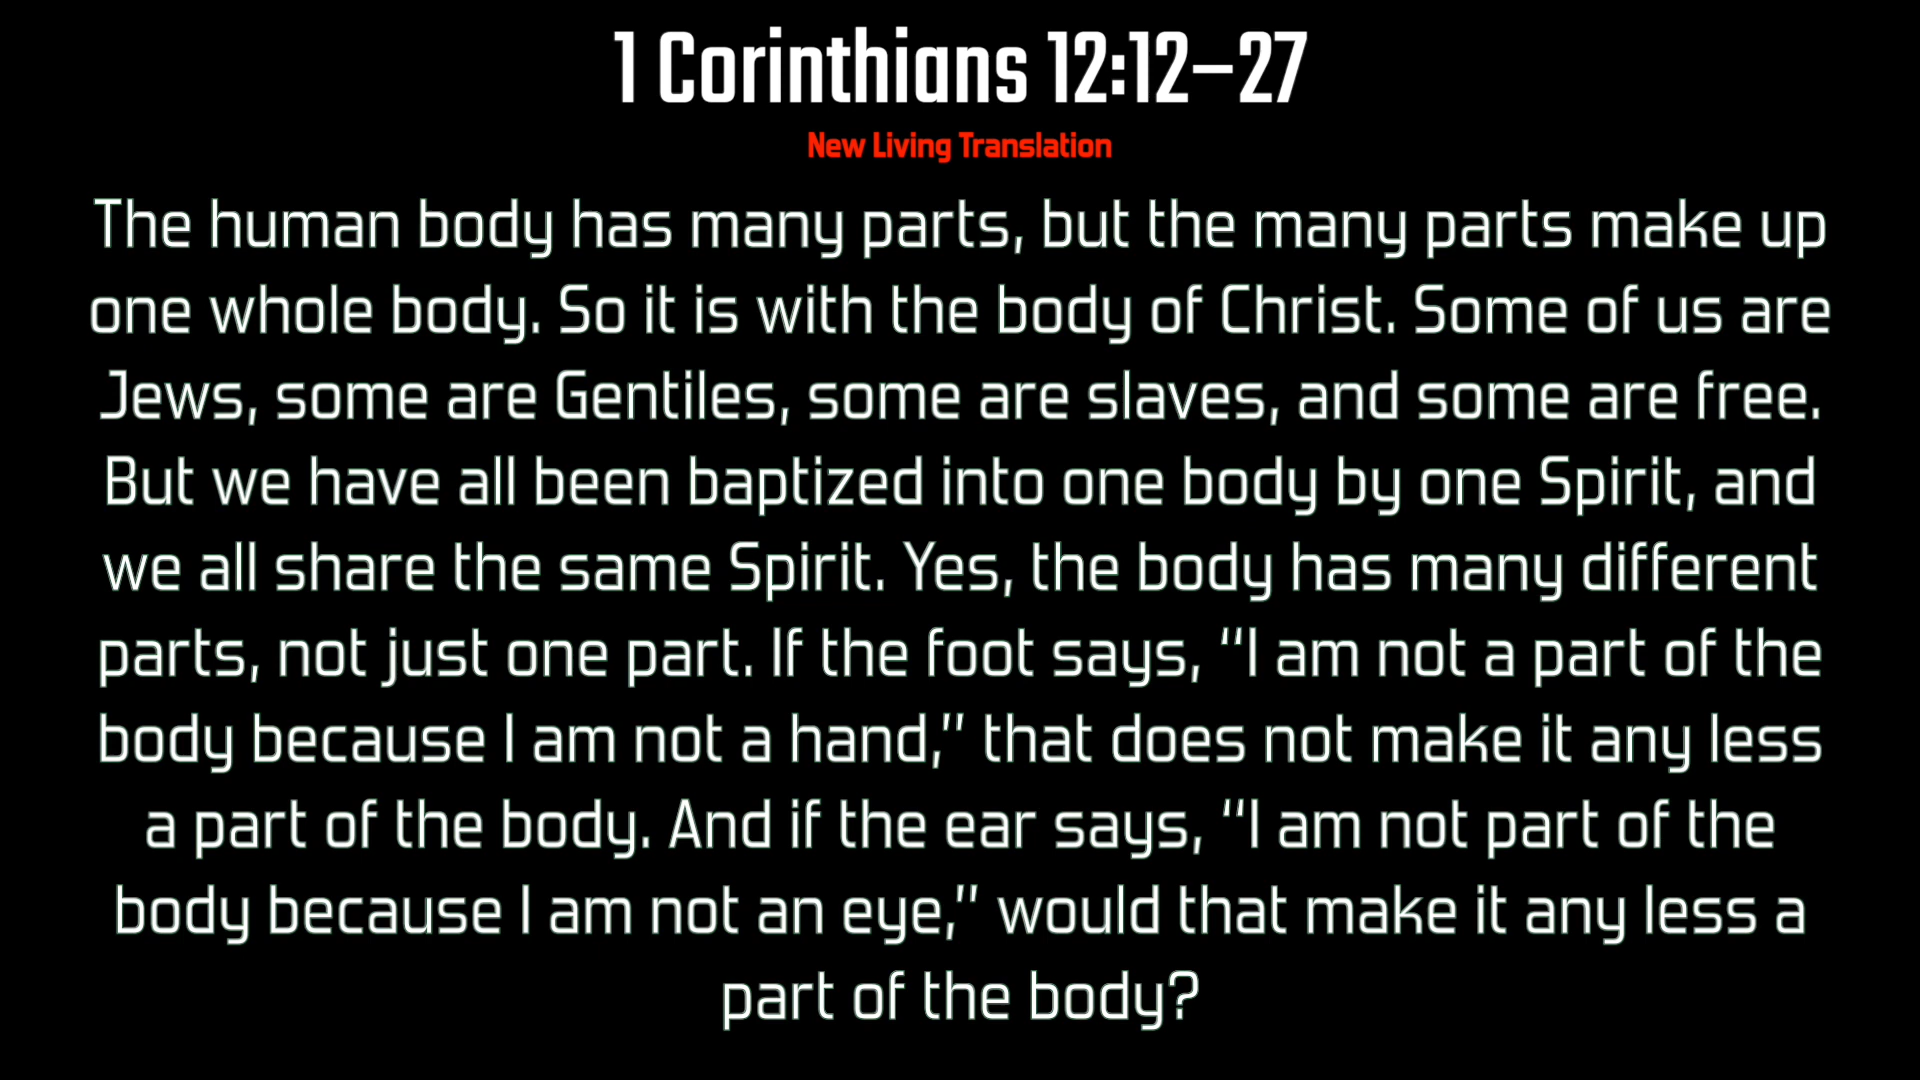 1 Corinthians 12:12–27
New Living Translation
The human body has many parts, but the many parts make up
one whole body. So it is with the body of Christ. Some of us are
Jews, some are Gentiles, some are slaves, and some are free.
But we have all been baptized into one body by one Spirit, and
we all share the same Spirit. Yes, the body has many different
parts, not just one part. If the foot says, “I am not a part of the
body because I am not a hand,” that does not make it any less
a part of the body. And if the ear says, “I am not part of the
body because I am not an eye,” would that make it any less a
part of the body?